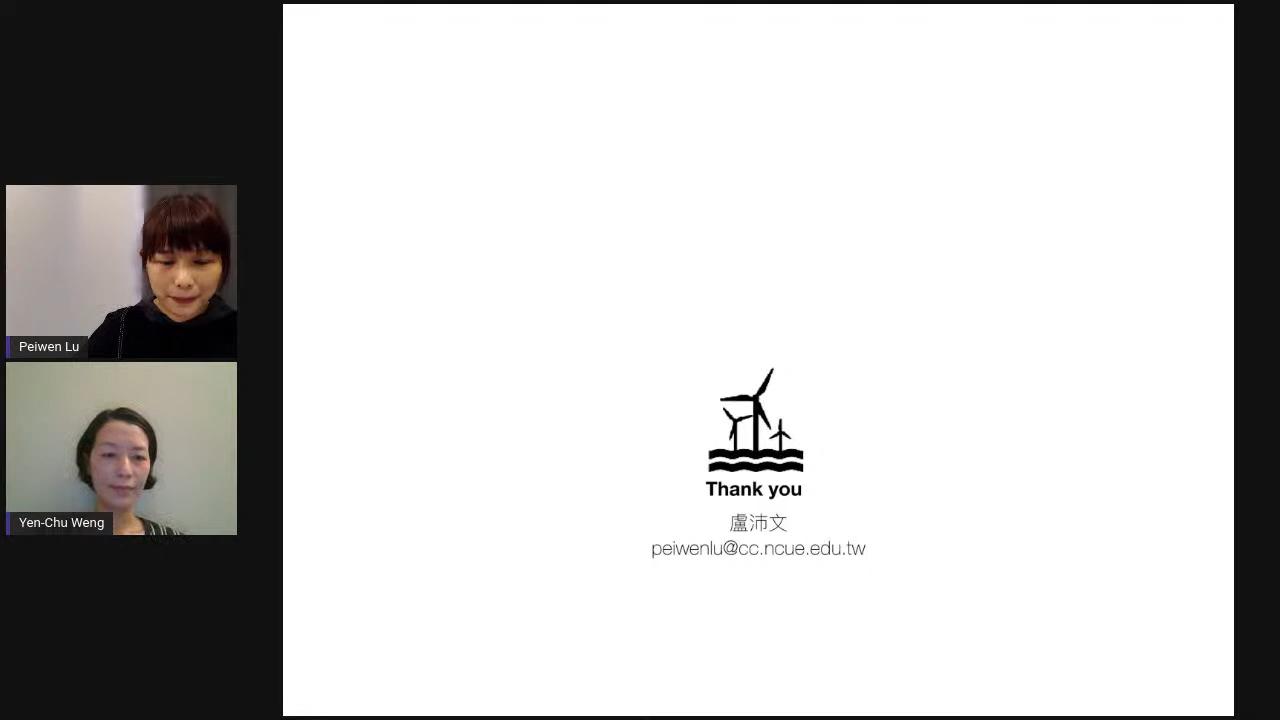 Peiwen Lu
Yen-Chu Weng
Thank you
盧沛文
peiwenlu@cc.ncue.edu.tw